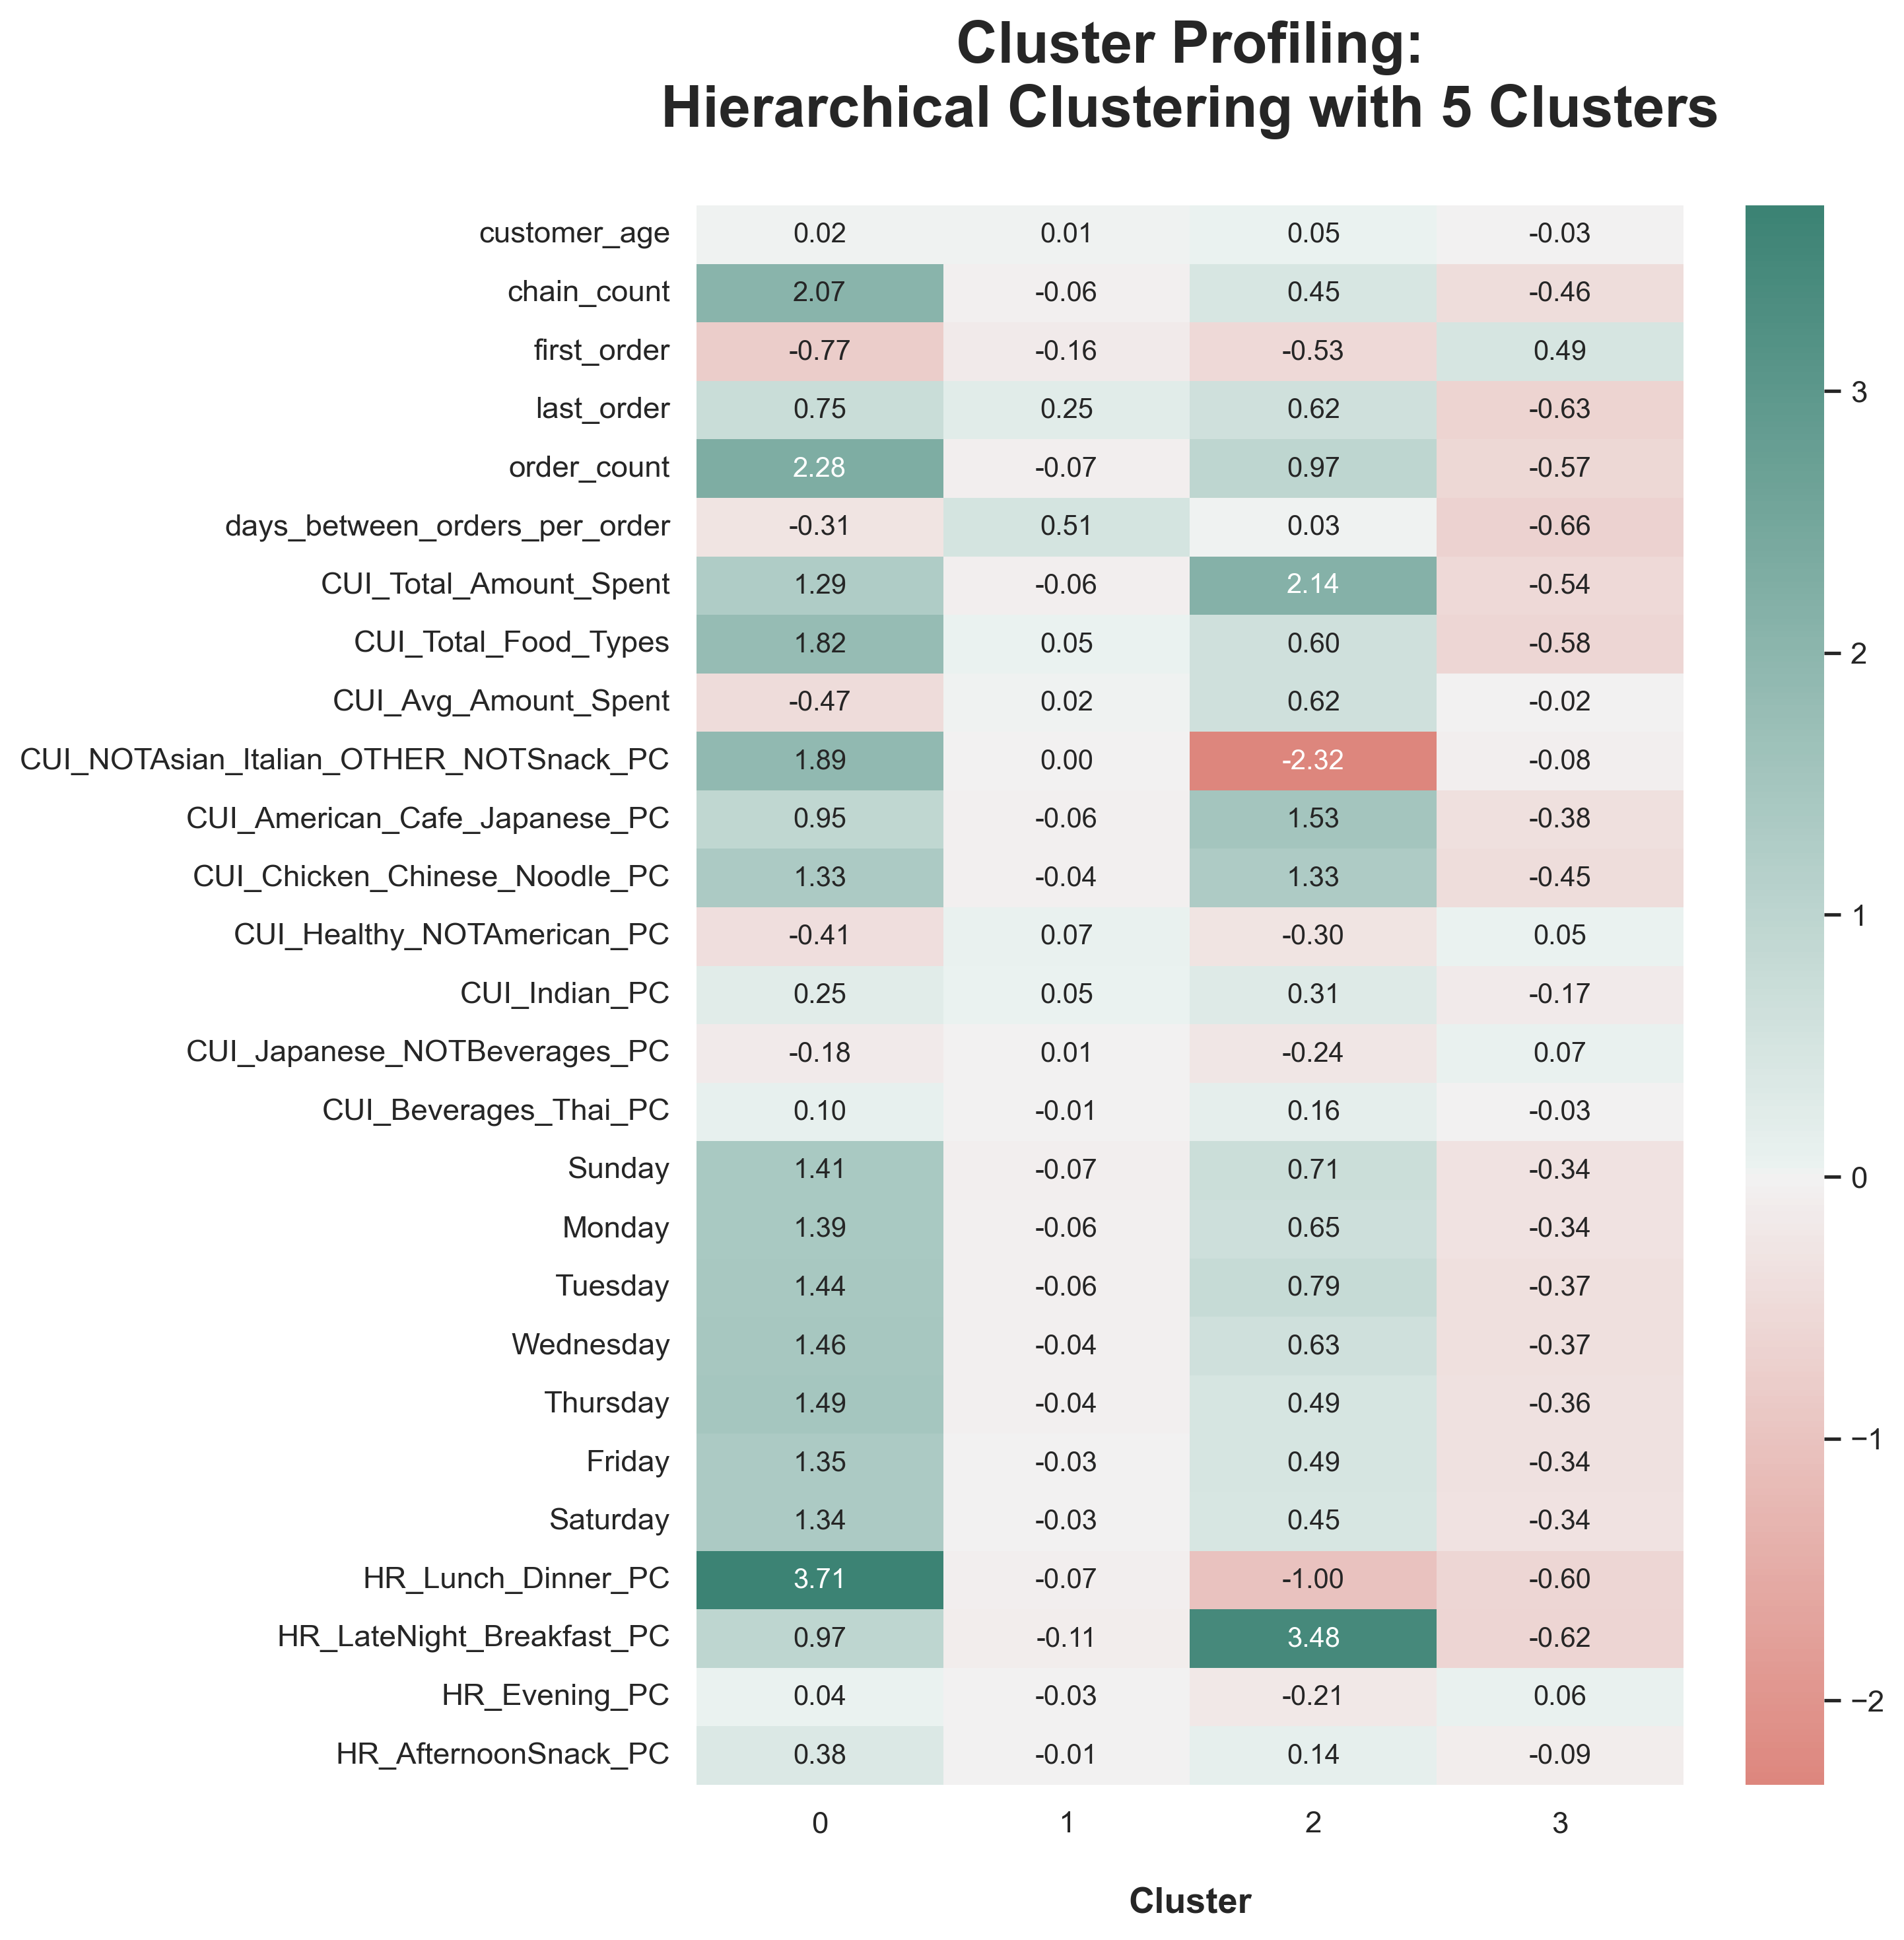 Cluster Profiling:
Hierarchical Clustering with 5 Clusters
customer_age 0.02 0.01 0.05 -0.03
chain_count 2.07 -0.06 0.45 -0.46
first_order -0.77 -0.16 -0.53 0.49
last_order 0.75 0.25 0.62 -0.63
order_count 2.28 -0.07 0.97 -0.57
days_between_orders_per_order -0.31 0.51 0.03 -0.66
CUI_Total_Amount_Spent 1.29 -0.06 2.14 -0.54
CUI_Total_Food_Types 1.82 0.05 0.60 -0.58
CUI_Avg_Amount_Spent -0.47 0.02 0.62 -0.02
CUI_NOTAsian_Italian_OTHER_NOTSnack_PC 1.89 0.00 -2.32 -0.08
CUI_American_Cafe_Japanese_PC 0.95 -0.06 1.53 -0.38
CUI_Chicken_Chinese_Noodle_PC 1.33 -0.04 1.33 -0.45
CUI_Healthy_NOTAmerican_PC -0.41 0.07 -0.30 0.05
CUI_Indian_PC 0.25 0.05 0.31 -0.17
CUI_Japanese_NOTBeverages_PC -0.18 0.01 -0.24 0.07
CUI_Beverages_Thai_PC 0.10 -0.01 0.16 -0.03
Sunday 1.41 -0.07 0.71 -0.34
Monday 1.39 -0.06 0.65 -0.34
Tuesday 1.44 -0.06 0.79 -0.37
Wednesday 1.46 -0.04 0.63 -0.37
Thursday 1.49 -0.04 0.49 -0.36
Friday 1.35 -0.03 0.49 -0.34
Saturday 1.34 -0.03 0.45 -0.34
HR_Lunch_Dinner_PC 3.71 -0.07 -1.00 -0.60
HR_LateNight_Breakfast_PC 0.97 -0.11 3.48 -0.62
HR_Evening_PC 0.04 -0.03 -0.21 0.06
HR_AfternoonSnack_PC 0.38 -0.01 0.14 -0.09
0 1 2 3
Cluster
3
2
1
0
−1
−2